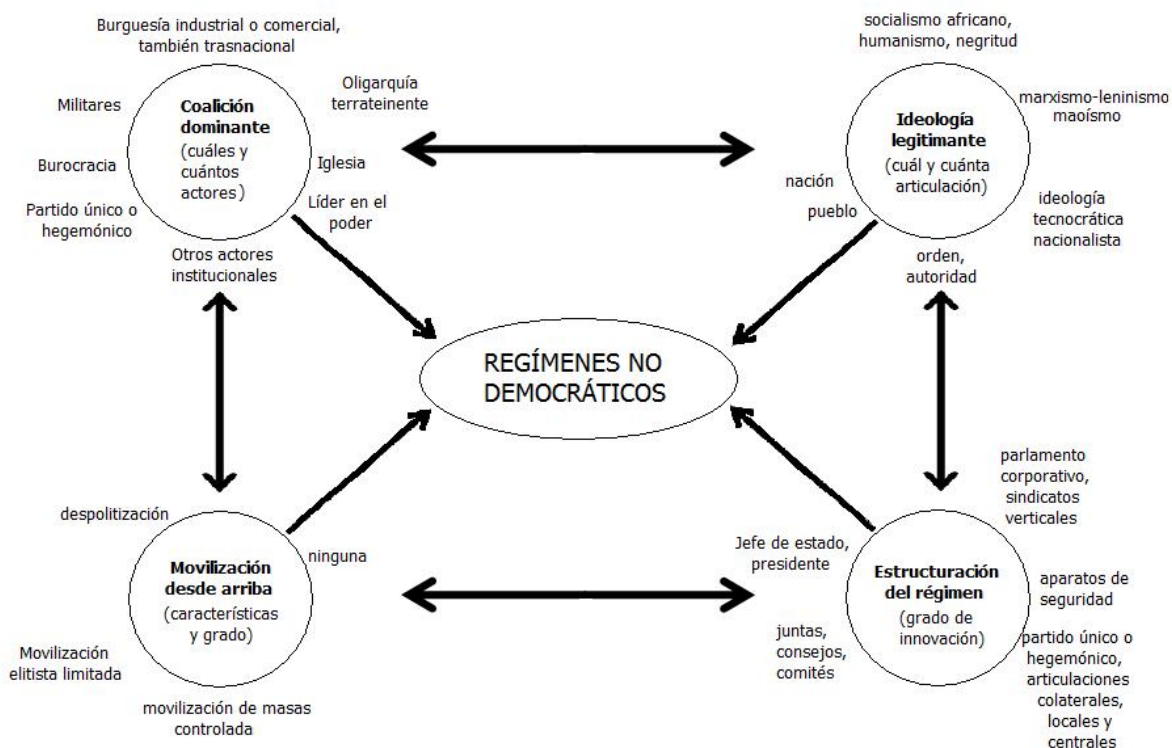 Burguesía industrial o comercial,
también trasnacional
Militares
Coalición
dominante
(cuáles y
cuántos
actores)
Oligarquía
terrateinente
Burocracia
Iglesia
Partido único o
hegemónico
Líder en el
poder
Otros actores
institucionales
socialismo africano,
humanismo, negritud
marxismo-leninismo
maoísmo
Ideología
legitimante
(cuál y cuánta
articulación)
nación
pueblo
ideología
tecnocrática
nacionalista
orden,
autoridad
REGÍMENES NO
DEMOCRÁTICOS
despolitización
ninguna
Movilización
desde arriba
(características
y grado)
Movilización
elitista limitada
movilización de masas
controlada
parlamento
corporativo,
sindicatos
verticales
Jefe de estado,
presidente
Estructuración
del régimen
(grado de
innovación)
aparatos de
seguridad
juntas,
consejos,
comités
partido único o
hegemónico,
articulaciones
colaterales,
locales y
centrales